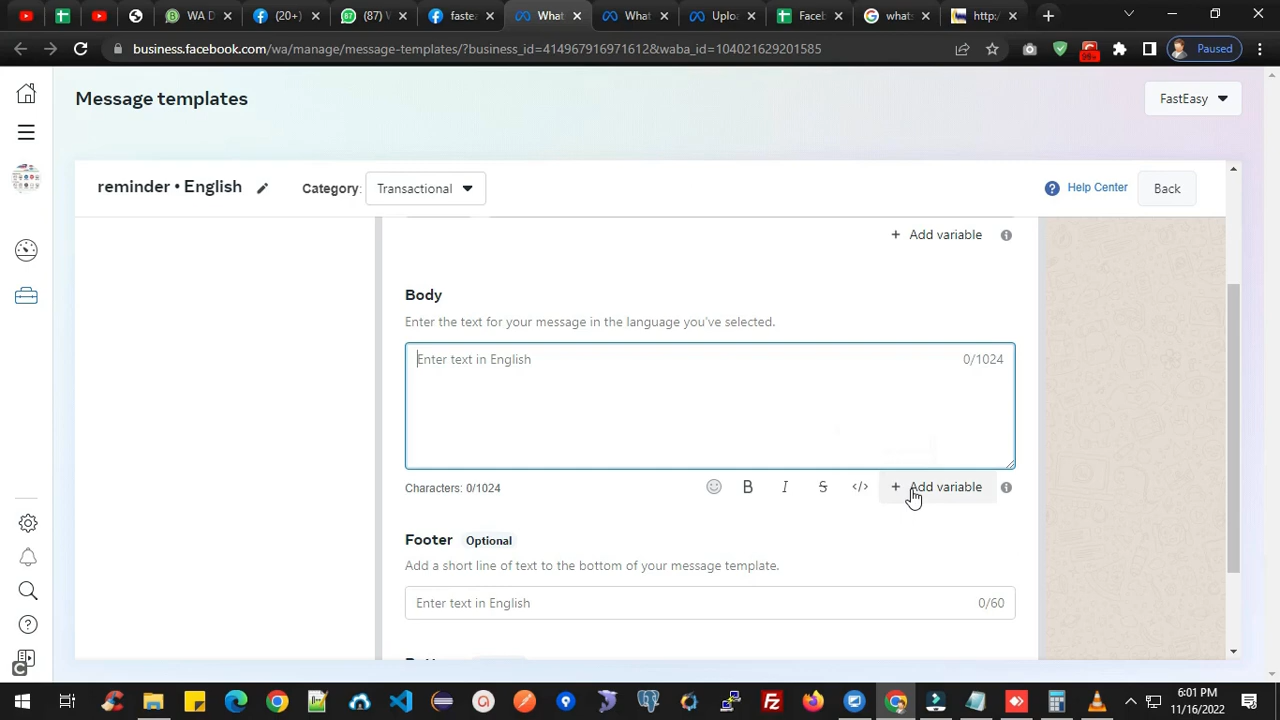 WA D
(20+)
(87) W
fastea
What
What
Uplo
Faceb
whats
http:/
business.facebook.com/wa/manage/message-templates/?business_id=414967916971612&waba_id=104021629201585
99+
Paused
Message templates
FastEasy
reminder • English
Category:
Transactional
Help Center
Back
+ Add variable
Body
Enter the text for your message in the language you've selected.
Enter text in English
0/1024
Characters: 0/1024
B I S </>
+ Add variable
Footer
Optional
Add a short line of text to the bottom of your message template.
Enter text in English
0/60
6:01 PM
11/16/2022